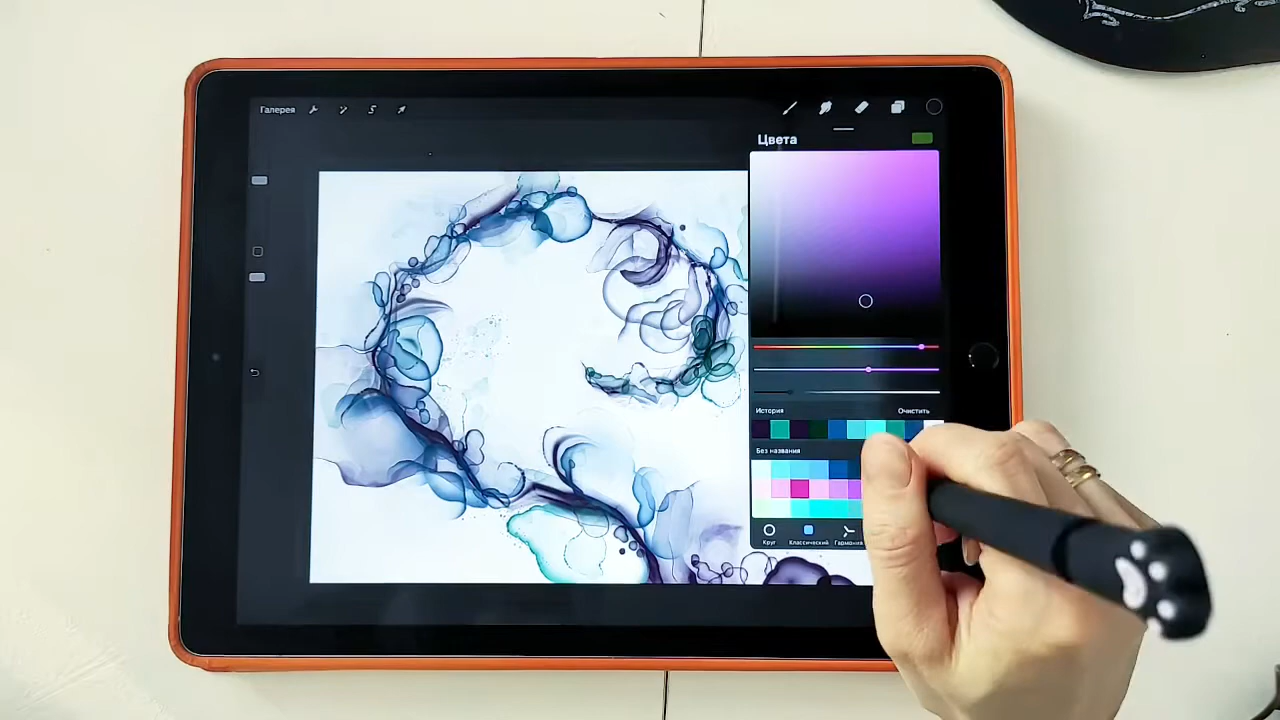 Галерея
Цвета
История Очистить
Без названия
Круг Классический Гармония